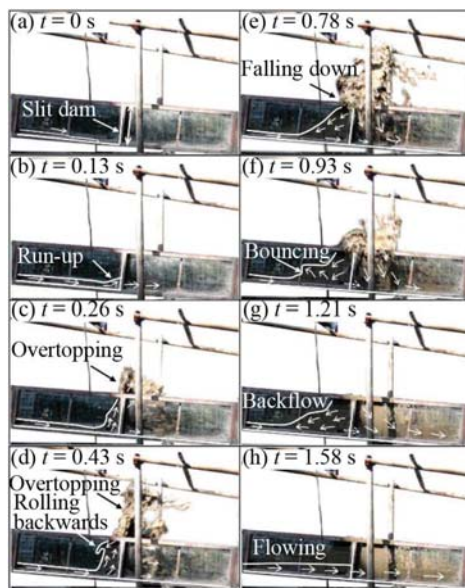 (a) t = 0 s
Slit dam
(b) t = 0.13 s
Run-up
(c) t = 0.26 s
Overtopping
(d) t = 0.43 s
Overtopping
Rolling
backwards
(e) t = 0.78 s
Falling down
(f) t = 0.93 s
Bouncing
(g) t = 1.21 s
Backflow
(h) t = 1.58 s
Flowing